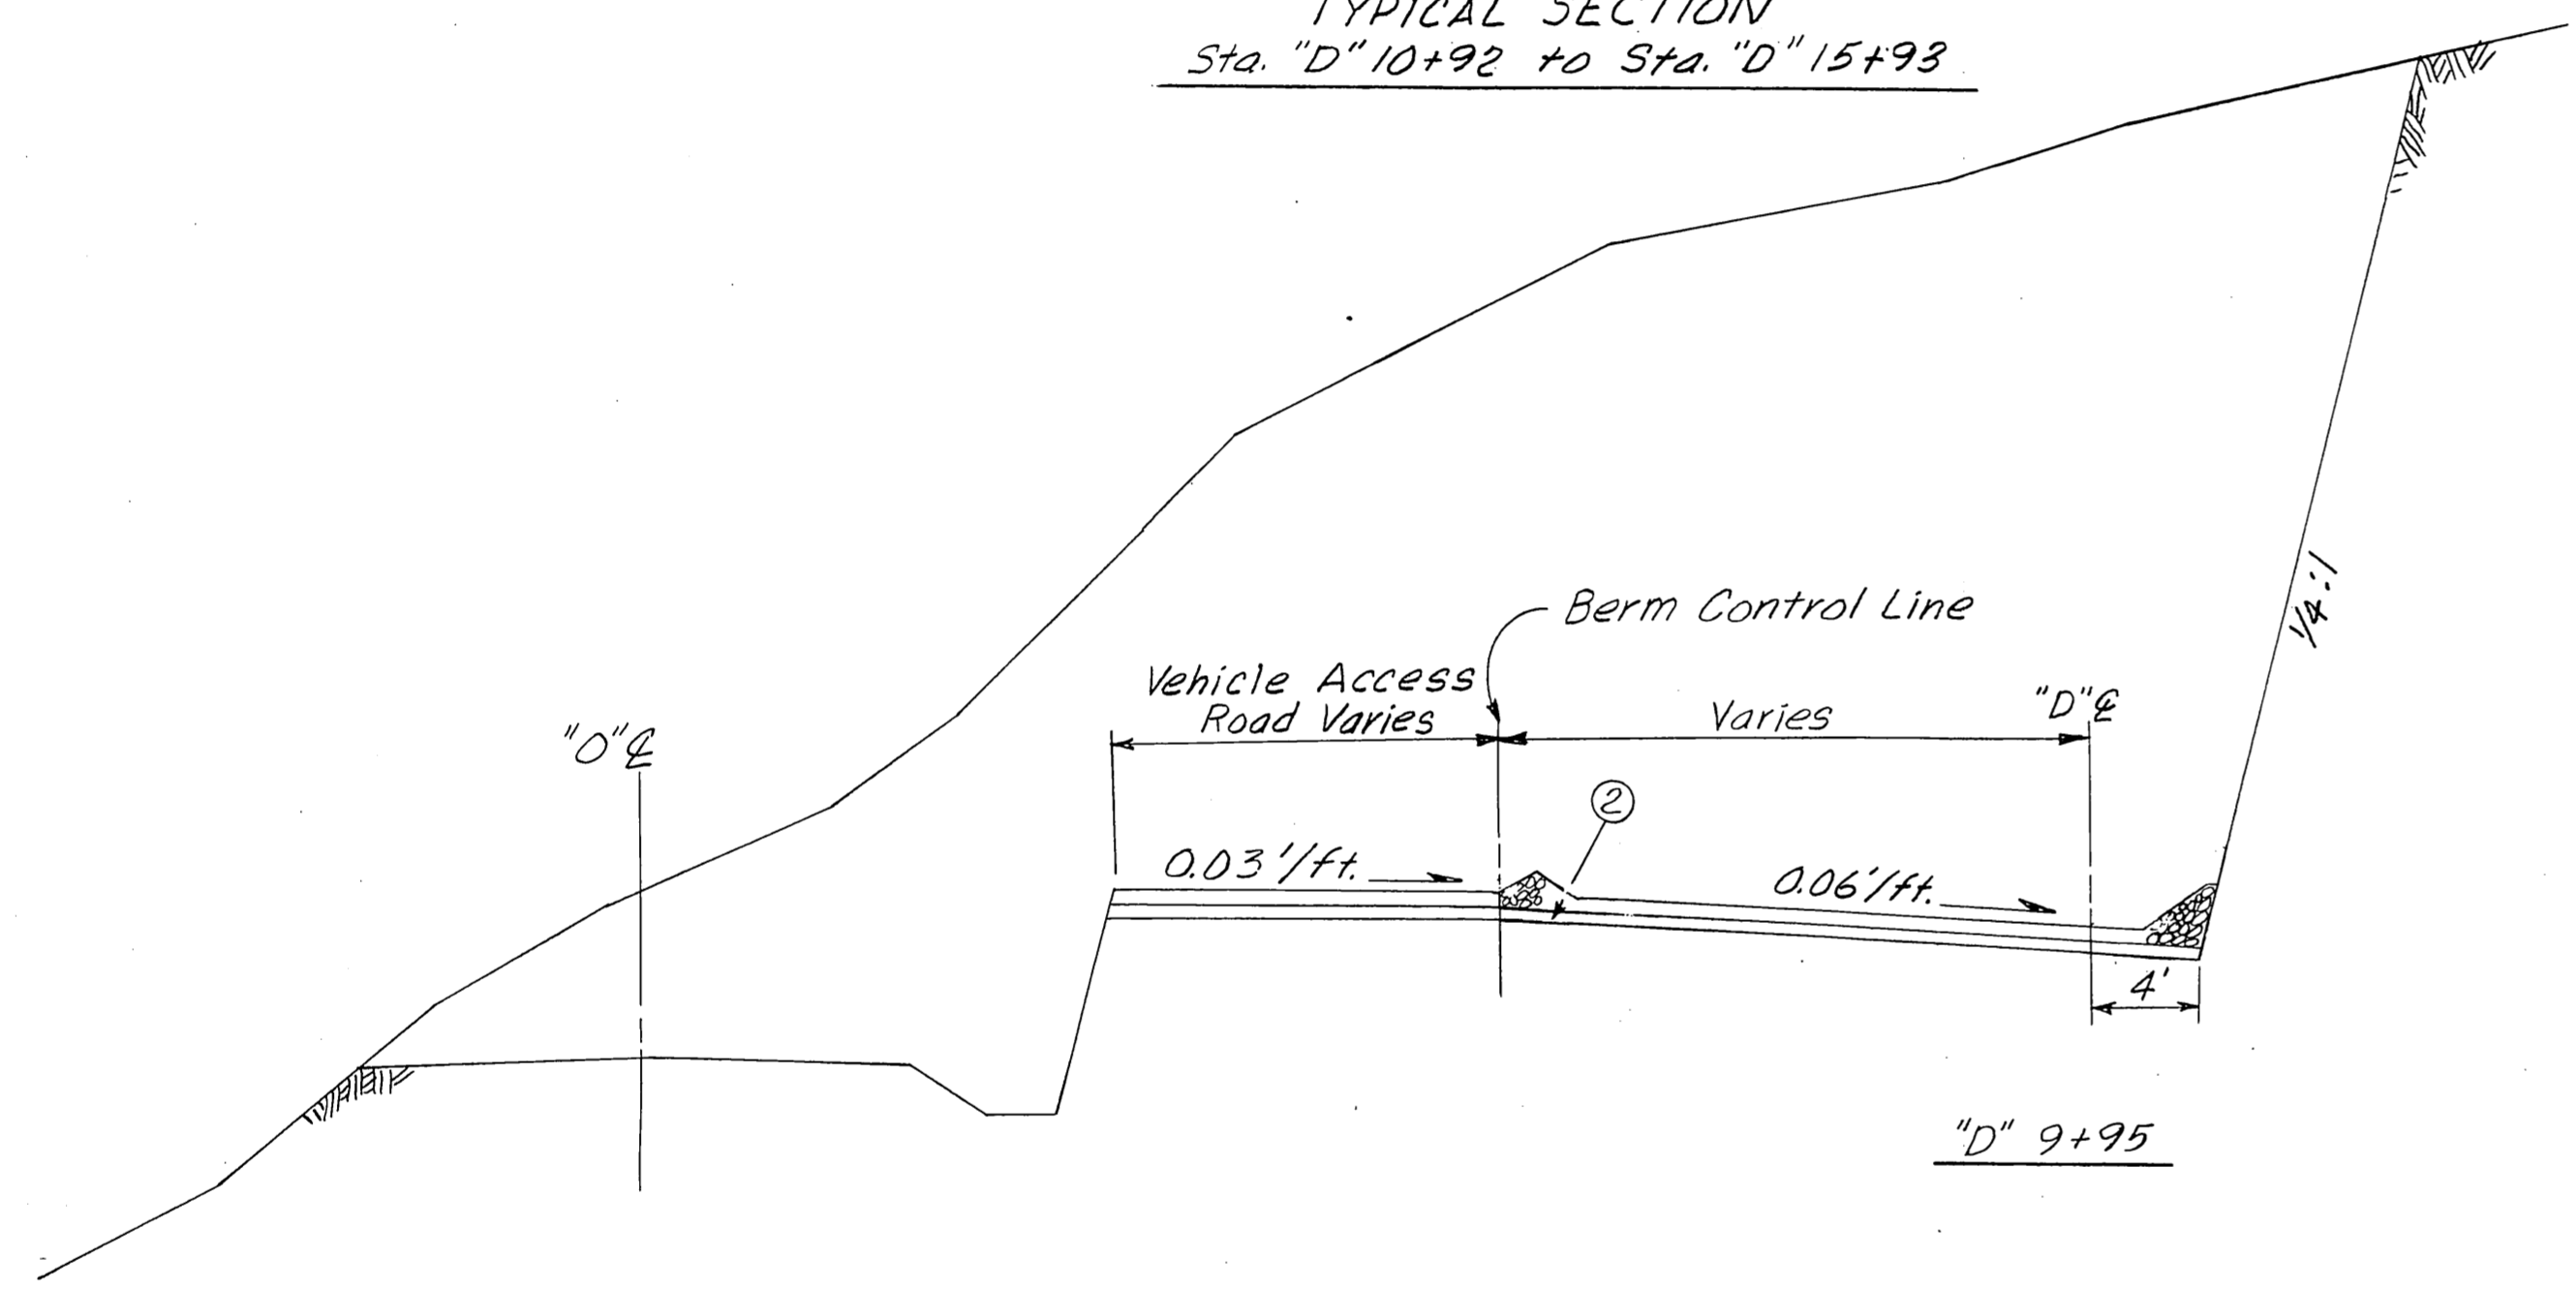 TYPICAL SECTION
Sta. "D" 10+92 to Sta. "D" 15+93
Berm Control Line
Vehicle Access
Road Varies
Varies
"D" ℄
"O" ℄
1/4:1
2
0.03'/ft.
0.06'/ft.
4'
"D" 9+95